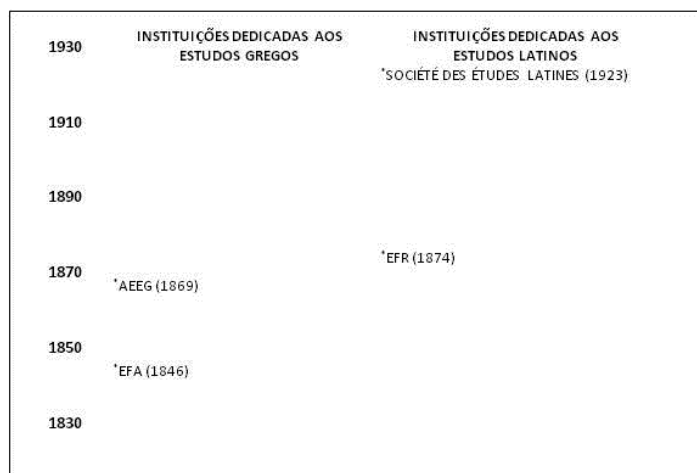 INSTITUIÇÕES DEDICADAS AOS
ESTUDOS GREGOS
INSTITUIÇÕES DEDICADAS AOS
ESTUDOS LATINOS
1930
*SOCIÉTÉ DES ÉTUDES LATINES (1923)
1910
1890
*EFR (1874)
1870
*AEEG (1869)
1850
*EFA (1846)
1830